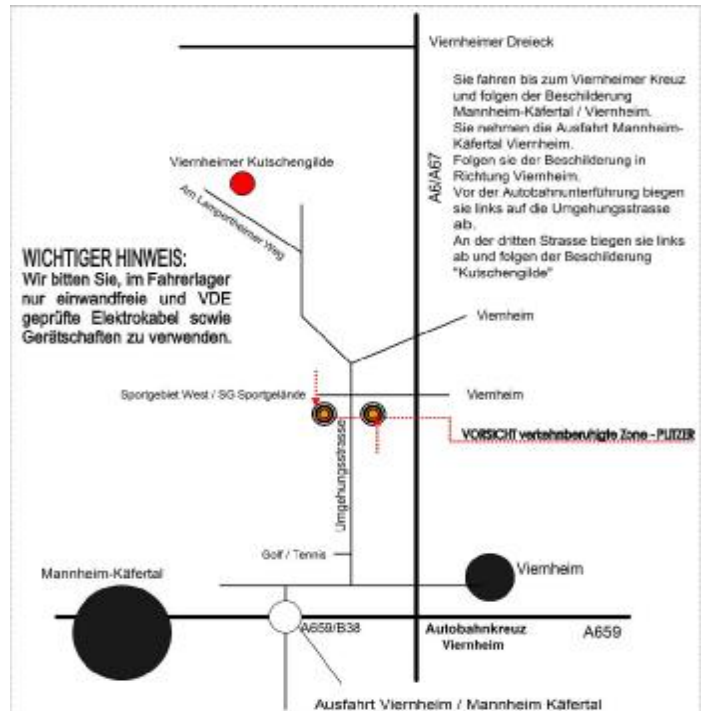 Viernheimer Dreieck
Sie fahren bis zum Viernheimer Kreuz
und folgen der Beschilderung
Mannheim-Käfertal / Viernheim.
Sie nehmen die Ausfahrt Mannheim-
Käfertal Viernheim.
Folgen sie der Beschilderung in
Richtung Viernheim.
Vor der Autobahnunterführung biegen
sie links auf die Umgehungsstrasse
ab.
An der dritten Strasse biegen sie links
ab und folgen der Beschilderung
"Kutschengilde"
A6/A67
Viernheimer Kutschengilde
Am Lampertheimer Weg
WICHTIGER HINWEIS:
Wir bitten Sie, im Fahrerlager
nur einwandfreie und VDE
geprüfte Elektrokabel sowie
Gerätschaften zu verwenden.
Viernheim
Sportgebiet West / SG Sportgelände
Viernheim
VORSICHT verkehrsberuhigte Zone - PLITZER
Umgehungsstrasse
Golf / Tennis
Mannheim-Käfertal
Viernheim
A659/B38
Autobahnkreuz
Viernheim
A659
Ausfahrt Viernheim / Mannheim Käfertal